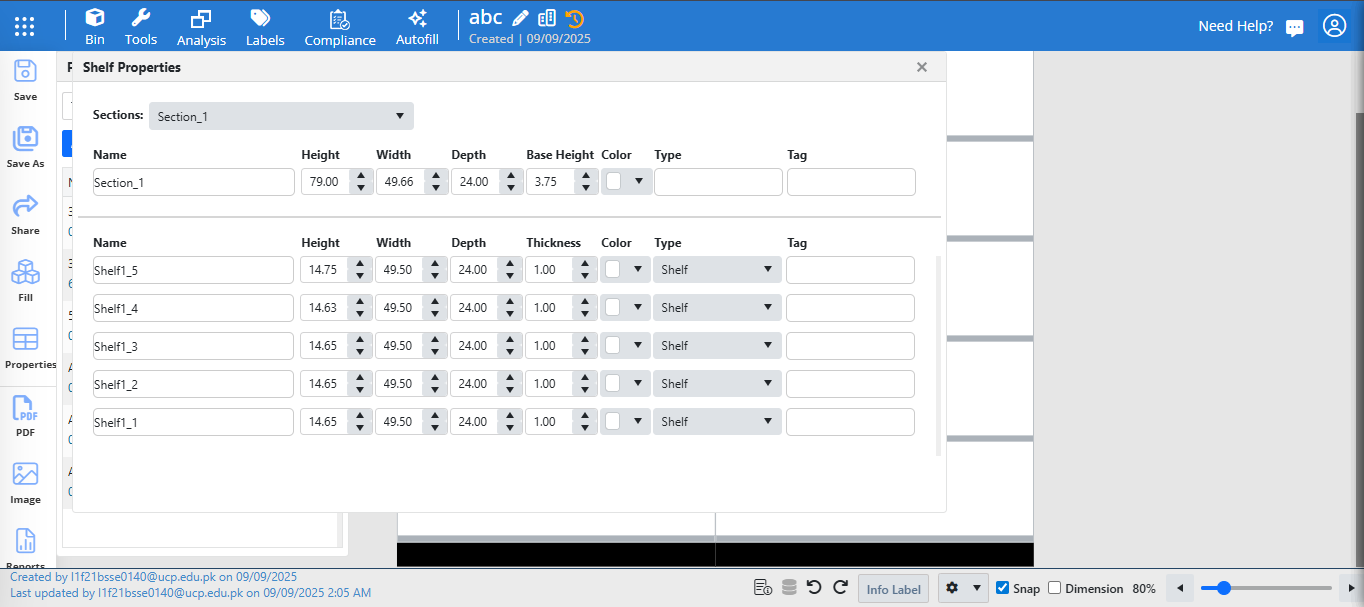 Bin Tools Analysis Labels Compliance Autofill
abc
Created | 09/09/2025
Need Help?
Save
Save As
Share
Fill
Properties
PDF
Image
Reports
Shelf Properties
Sections: Section_1
Name Height Width Depth Base Height Color Type Tag
Section_1 79.00 49.66 24.00 3.75
Name Height Width Depth Thickness Color Type Tag
Shelf1_5 14.75 49.50 24.00 1.00 Shelf
Shelf1_4 14.63 49.50 24.00 1.00 Shelf
Shelf1_3 14.65 49.50 24.00 1.00 Shelf
Shelf1_2 14.65 49.50 24.00 1.00 Shelf
Shelf1_1 14.65 49.50 24.00 1.00 Shelf
Created by l1f21bsse0140@ucp.edu.pk on 09/09/2025
Last updated by l1f21bsse0140@ucp.edu.pk on 09/09/2025 2:05 AM
Info Label Snap Dimension 80%